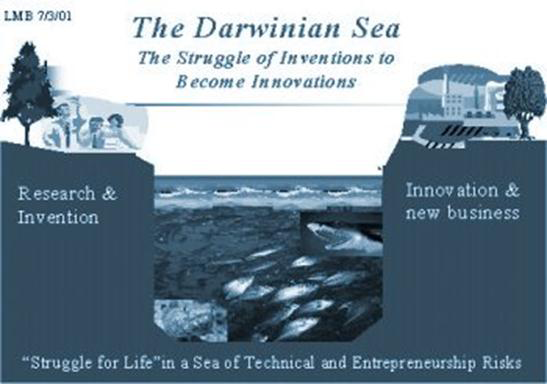 LMB 7/3/01
The Darwinian Sea
The Struggle of Inventions to
Become Innovations
Research &
Invention
Innovation &
new business
“Struggle for Life”in a Sea of Technical and Entrepreneurship Risks